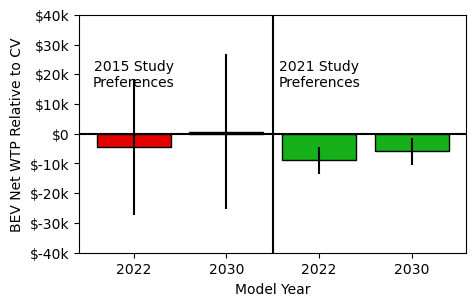 $40k
$30k
$20k
$10k
$0
$-10k
$-20k
$-30k
$-40k
BEV Net WTP Relative to CV
2015 Study
Preferences
2021 Study
Preferences
2022
2030
2022
2030
Model Year